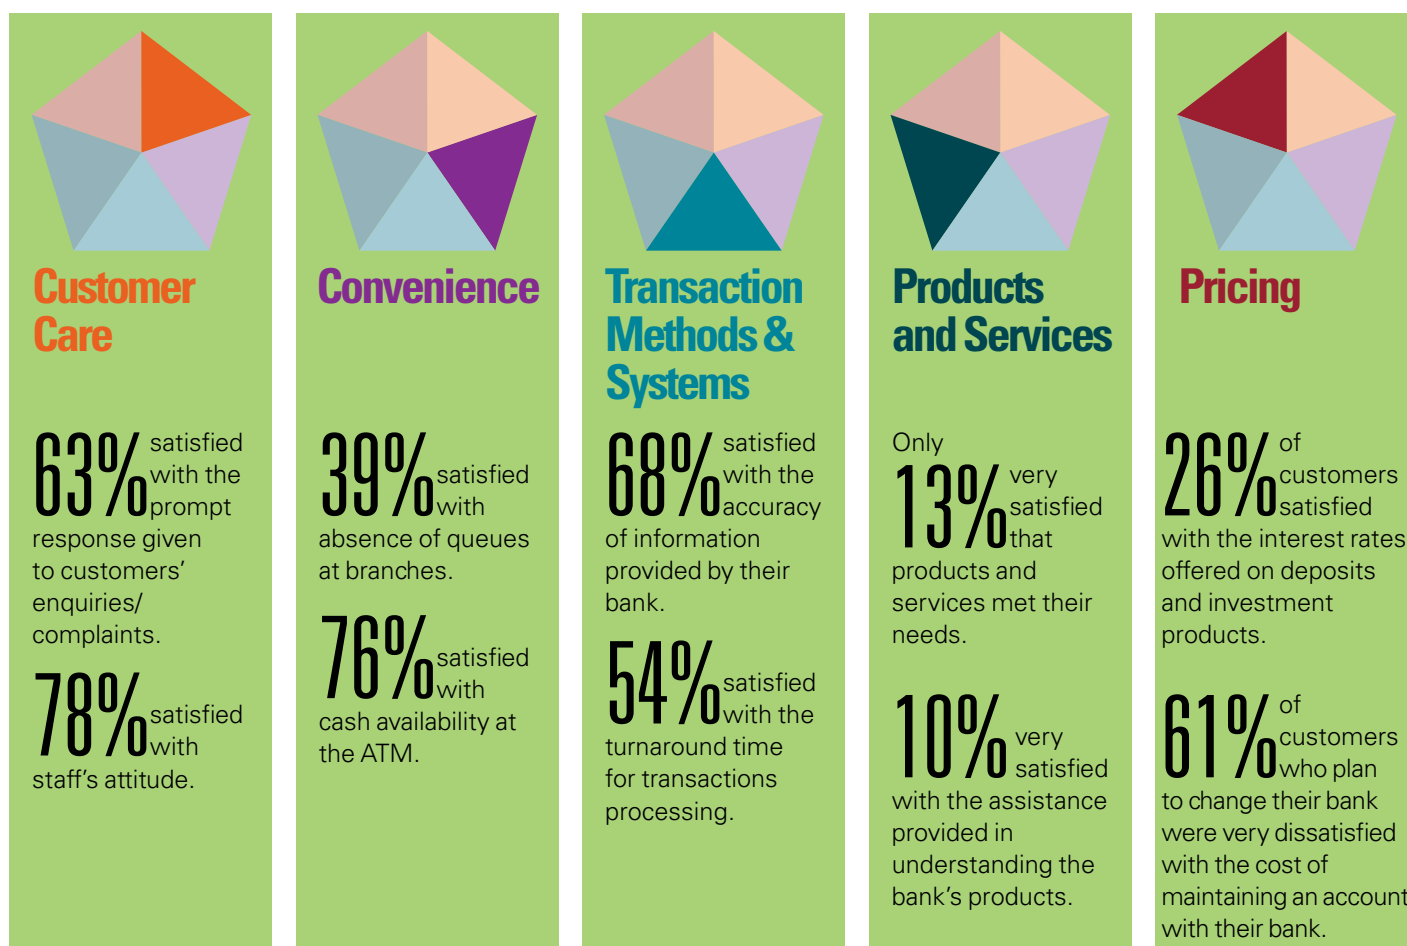 Customer
Care
63% satisfied
with the
prompt
response given
to customers’
enquiries/
complaints.
78% satisfied
with
staff’s attitude.
Convenience
39% satisfied
with
absence of queues
at branches.
76% satisfied
with
cash availability at
the ATM.
Transaction
Methods &
Systems
68% satisfied
with the
accuracy
of information
provided by their
bank.
54% satisfied
with the
turnaround time
for transactions
processing.
Products
and Services
Only
13% very
satisfied
that
products and
services met their
needs.
10% very
satisfied
with the assistance
provided in
understanding the
bank’s products.
Pricing
26% of
customers
satisfied
with the interest rates
offered on deposits
and investment
products.
61% of
customers
who plan
to change their bank
were very dissatisfied
with the cost of
maintaining an account
with their bank.